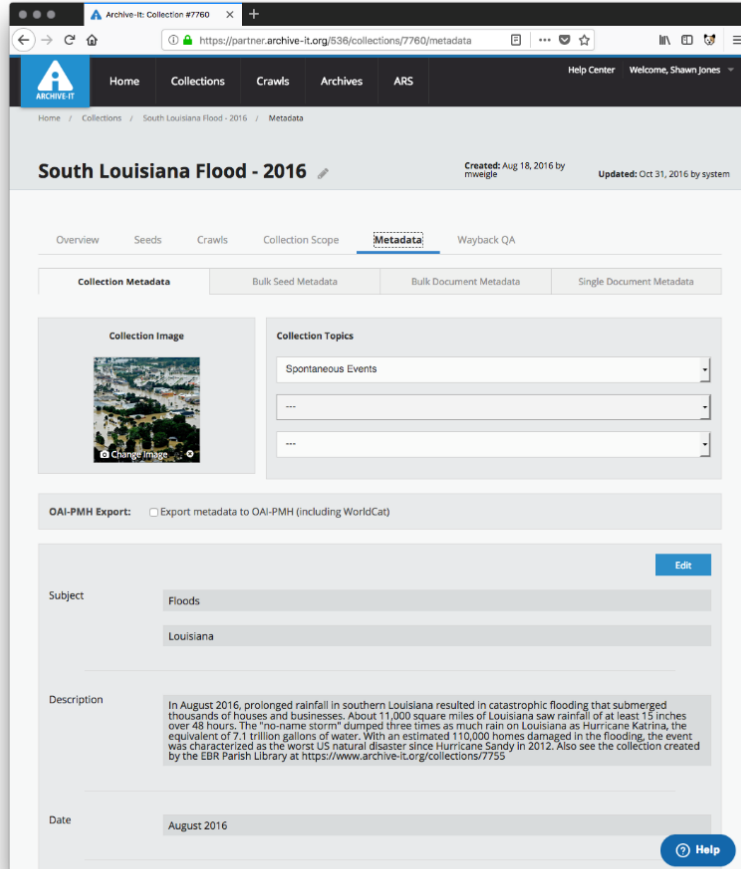 Archive-It: Collection #7760
https://partner.archive-it.org/536/collections/7760/metadata
ARCHIVE-IT
Home
Collections
Crawls
Archives
ARS
Help Center
Welcome, Shawn Jones
Home / Collections / South Louisiana Flood - 2016 / Metadata
South Louisiana Flood - 2016
Created: Aug 18, 2016 by
mweigle
Updated: Oct 31, 2016 by system
Overview
Seeds
Crawls
Collection Scope
Metadata
Wayback QA
Collection Metadata
Bulk Seed Metadata
Bulk Document Metadata
Single Document Metadata
Collection Image
Change Image
Collection Topics
Spontaneous Events
---
---
OAI-PMH Export:
Export metadata to OAI-PMH (including WorldCat)
Edit
Subject
Floods
Louisiana
Description
In August 2016, prolonged rainfall in southern Louisiana resulted in catastrophic flooding that submerged
thousands of houses and businesses. About 11,000 square miles of Louisiana saw rainfall of at least 15 inches
over 48 hours. The "no-name storm" dumped three times as much rain on Louisiana as Hurricane Katrina, the
equivalent of 7.1 trillion gallons of water. With an estimated 110,000 homes damaged in the flooding, the event
was characterized as the worst US natural disaster since Hurricane Sandy in 2012. Also see the collection created
by the EBR Parish Library at https://www.archive-it.org/collections/7755
Date
August 2016
Help